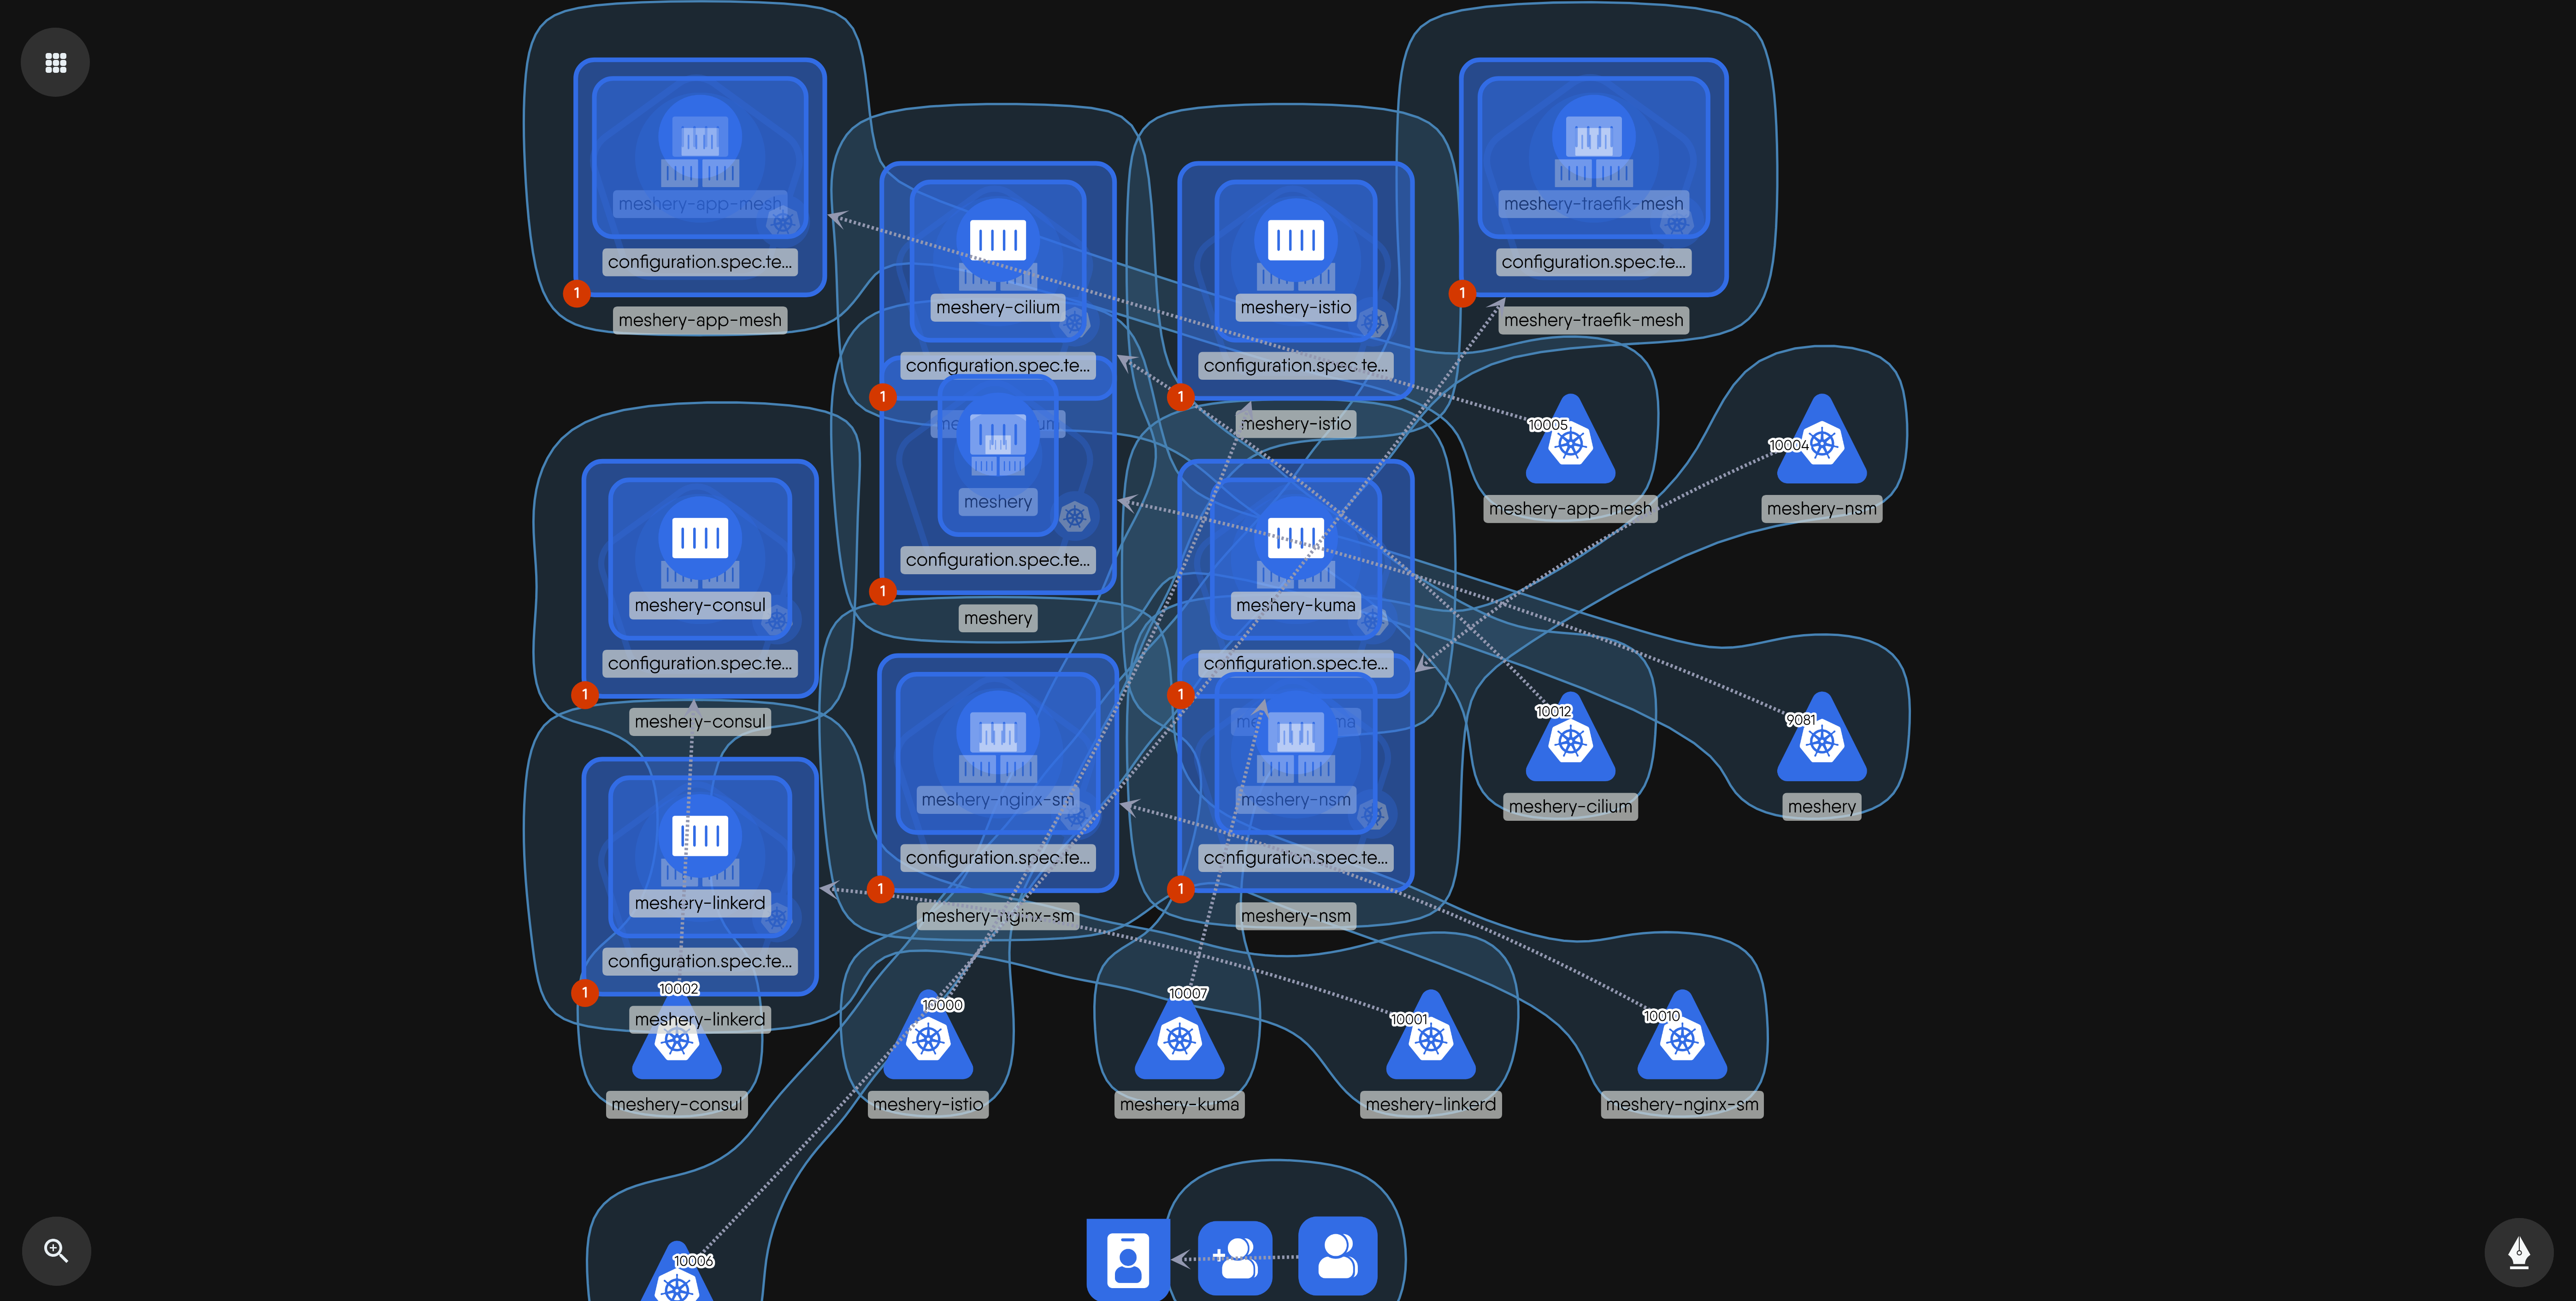 meshery-app-mesh
configuration.spec.te...
1
meshery-app-mesh
meshery-traefik-mesh
configuration.spec.te...
1
meshery-traefik-mesh
meshery-cilium
configuration.spec.te...
1
meshery-istio
configuration.spec.te...
1
meshery-istio
meshery
configuration.spec.te...
1
meshery
10005
meshery-app-mesh
10004
meshery-nsm
meshery-consul
configuration.spec.te...
1
meshery-consul
meshery-kuma
configuration.spec.te...
1
10012
meshery-cilium
9081
meshery
meshery-nginx-sm
configuration.spec.te...
1
meshery-nginx-sm
meshery-nsm
configuration.spec.te...
1
meshery-nsm
meshery-linkerd
configuration.spec.te...
1
meshery-linkerd
10002
meshery-consul
10000
meshery-istio
10007
meshery-kuma
10001
meshery-linkerd
10010
meshery-nginx-sm
10006